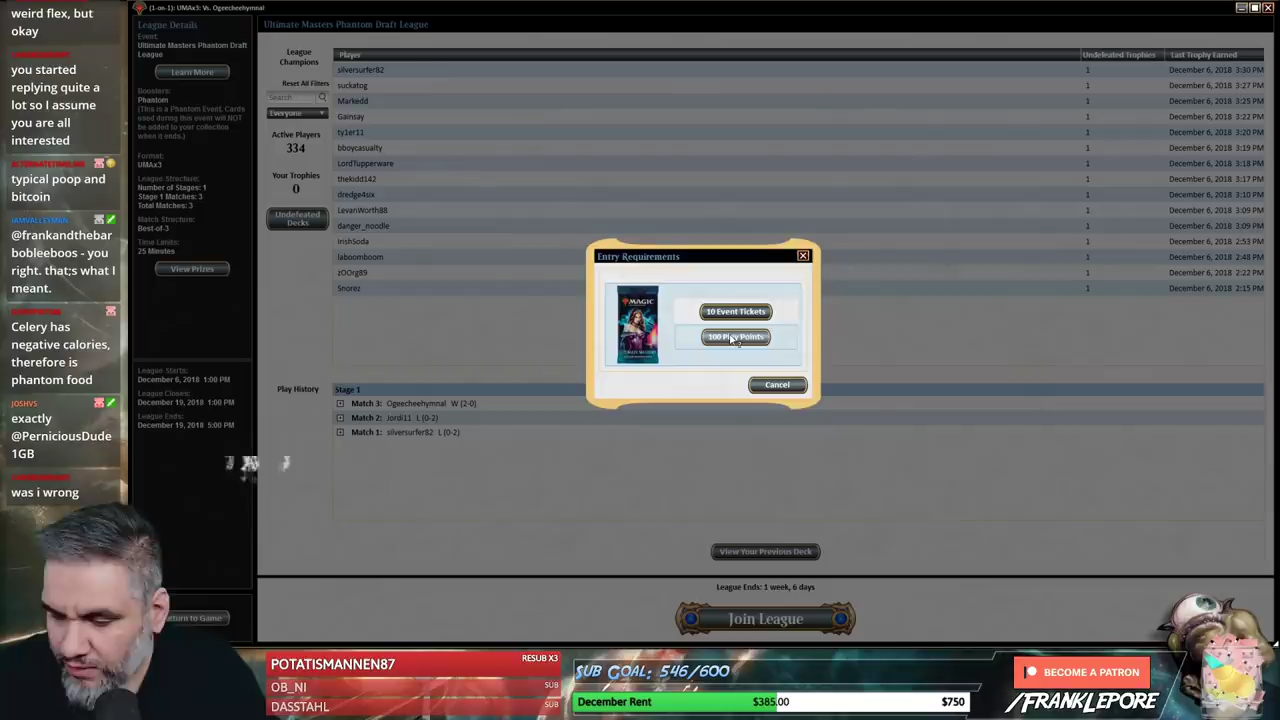 (1-on-1): UMAx3: Vs. Ogeecheehymnal
weird flex, but
okay
you started
replying quite a
lot so I assume
you are all
interested
typical poop and
bitcoin
IAMVALLEYMAN
@frankandthebar
bobleeboos - you
right. that;s what I
meant.
Celery has
negative calories,
therefore is
phantom food
JOSHVS
exactly
@PerniciousDude
1GB
was i wrong
League Details
Event:
Ultimate Masters Phantom Draft
League
Learn More
Boosters:
Phantom
(This is a Phantom Event. Cards
used during this event will NOT
be added to your collection
when it ends.)
Format:
UMAx3
League Structure:
Number of Stages: 1
Stage 1 Matches: 3
Total Matches: 3
Match Structure:
Best-of-3
Time Limits:
25 Minutes
View Prizes
League Starts:
December 6, 2018 1:00 PM
League Closes:
December 19, 2018 1:00 PM
League Ends:
December 19, 2018 5:00 PM
Return to Game
Ultimate Masters Phantom Draft League
League
Champions
Reset All Filters
Search
Everyone
Active Players
334
Your Trophies
0
Undefeated
Decks
Player Undefeated Trophies Last Trophy Earned
silversurfer82 1 December 6, 2018 3:30 PM
suckatog 1 December 6, 2018 3:27 PM
Markedd 1 December 6, 2018 3:25 PM
Gainsay 1 December 6, 2018 3:22 PM
ty1er11 1 December 6, 2018 3:20 PM
bboycasualty 1 December 6, 2018 3:19 PM
LordTupperware 1 December 6, 2018 3:18 PM
thekidd142 1 December 6, 2018 3:17 PM
dredge4six 1 December 6, 2018 3:10 PM
LevanWorth88 1 December 6, 2018 3:09 PM
danger_noodle 1 December 6, 2018 3:09 PM
IrishSoda 1 December 6, 2018 2:53 PM
laboomboom 1 December 6, 2018 2:28 PM
zOOrg89 1 December 6, 2018 2:22 PM
Snorez 1 December 6, 2018 2:15 PM
Entry Requirements
MAGIC
10 Event Tickets
100 Play Points
Cancel
Play History
Stage 1
Match 3: Ogeecheehymnal W (2-0)
Match 2: Jordi11 L (0-2)
Match 1: silversurfer82 L (0-2)
View Your Previous Deck
League Ends: 1 week, 6 days
Join League
POTATISMANNEN87 RESUB X3
OB_NI SUB
DASSTAHL SUB
SUB GOAL: 546/600
December Rent $385.00 $750
BECOME A PATRON
/FRANKLEPORE